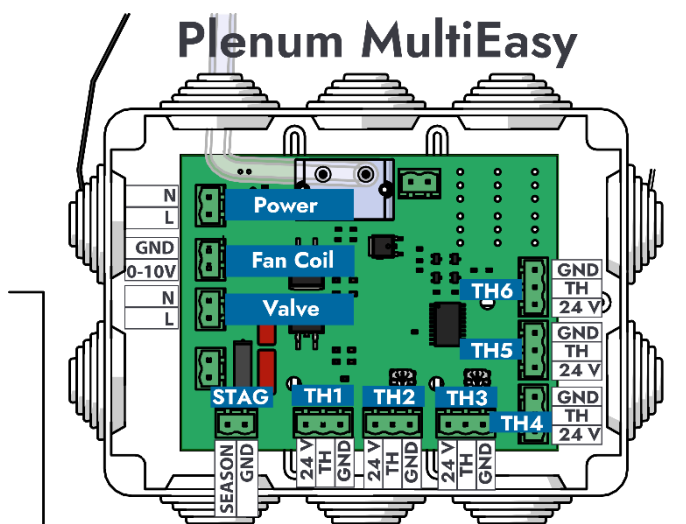 Plenum MultiEasy
N
L
Power
GND
0-10V
Fan Coil
N
L
Valve
TH6
GND
TH
24 V
TH5
GND
TH
24 V
TH4
GND
TH
24 V
STAG
TH1
TH2
TH3
SEASON
GND
24 V
TH
GND
24 V
TH
GND
24 V
TH
GND